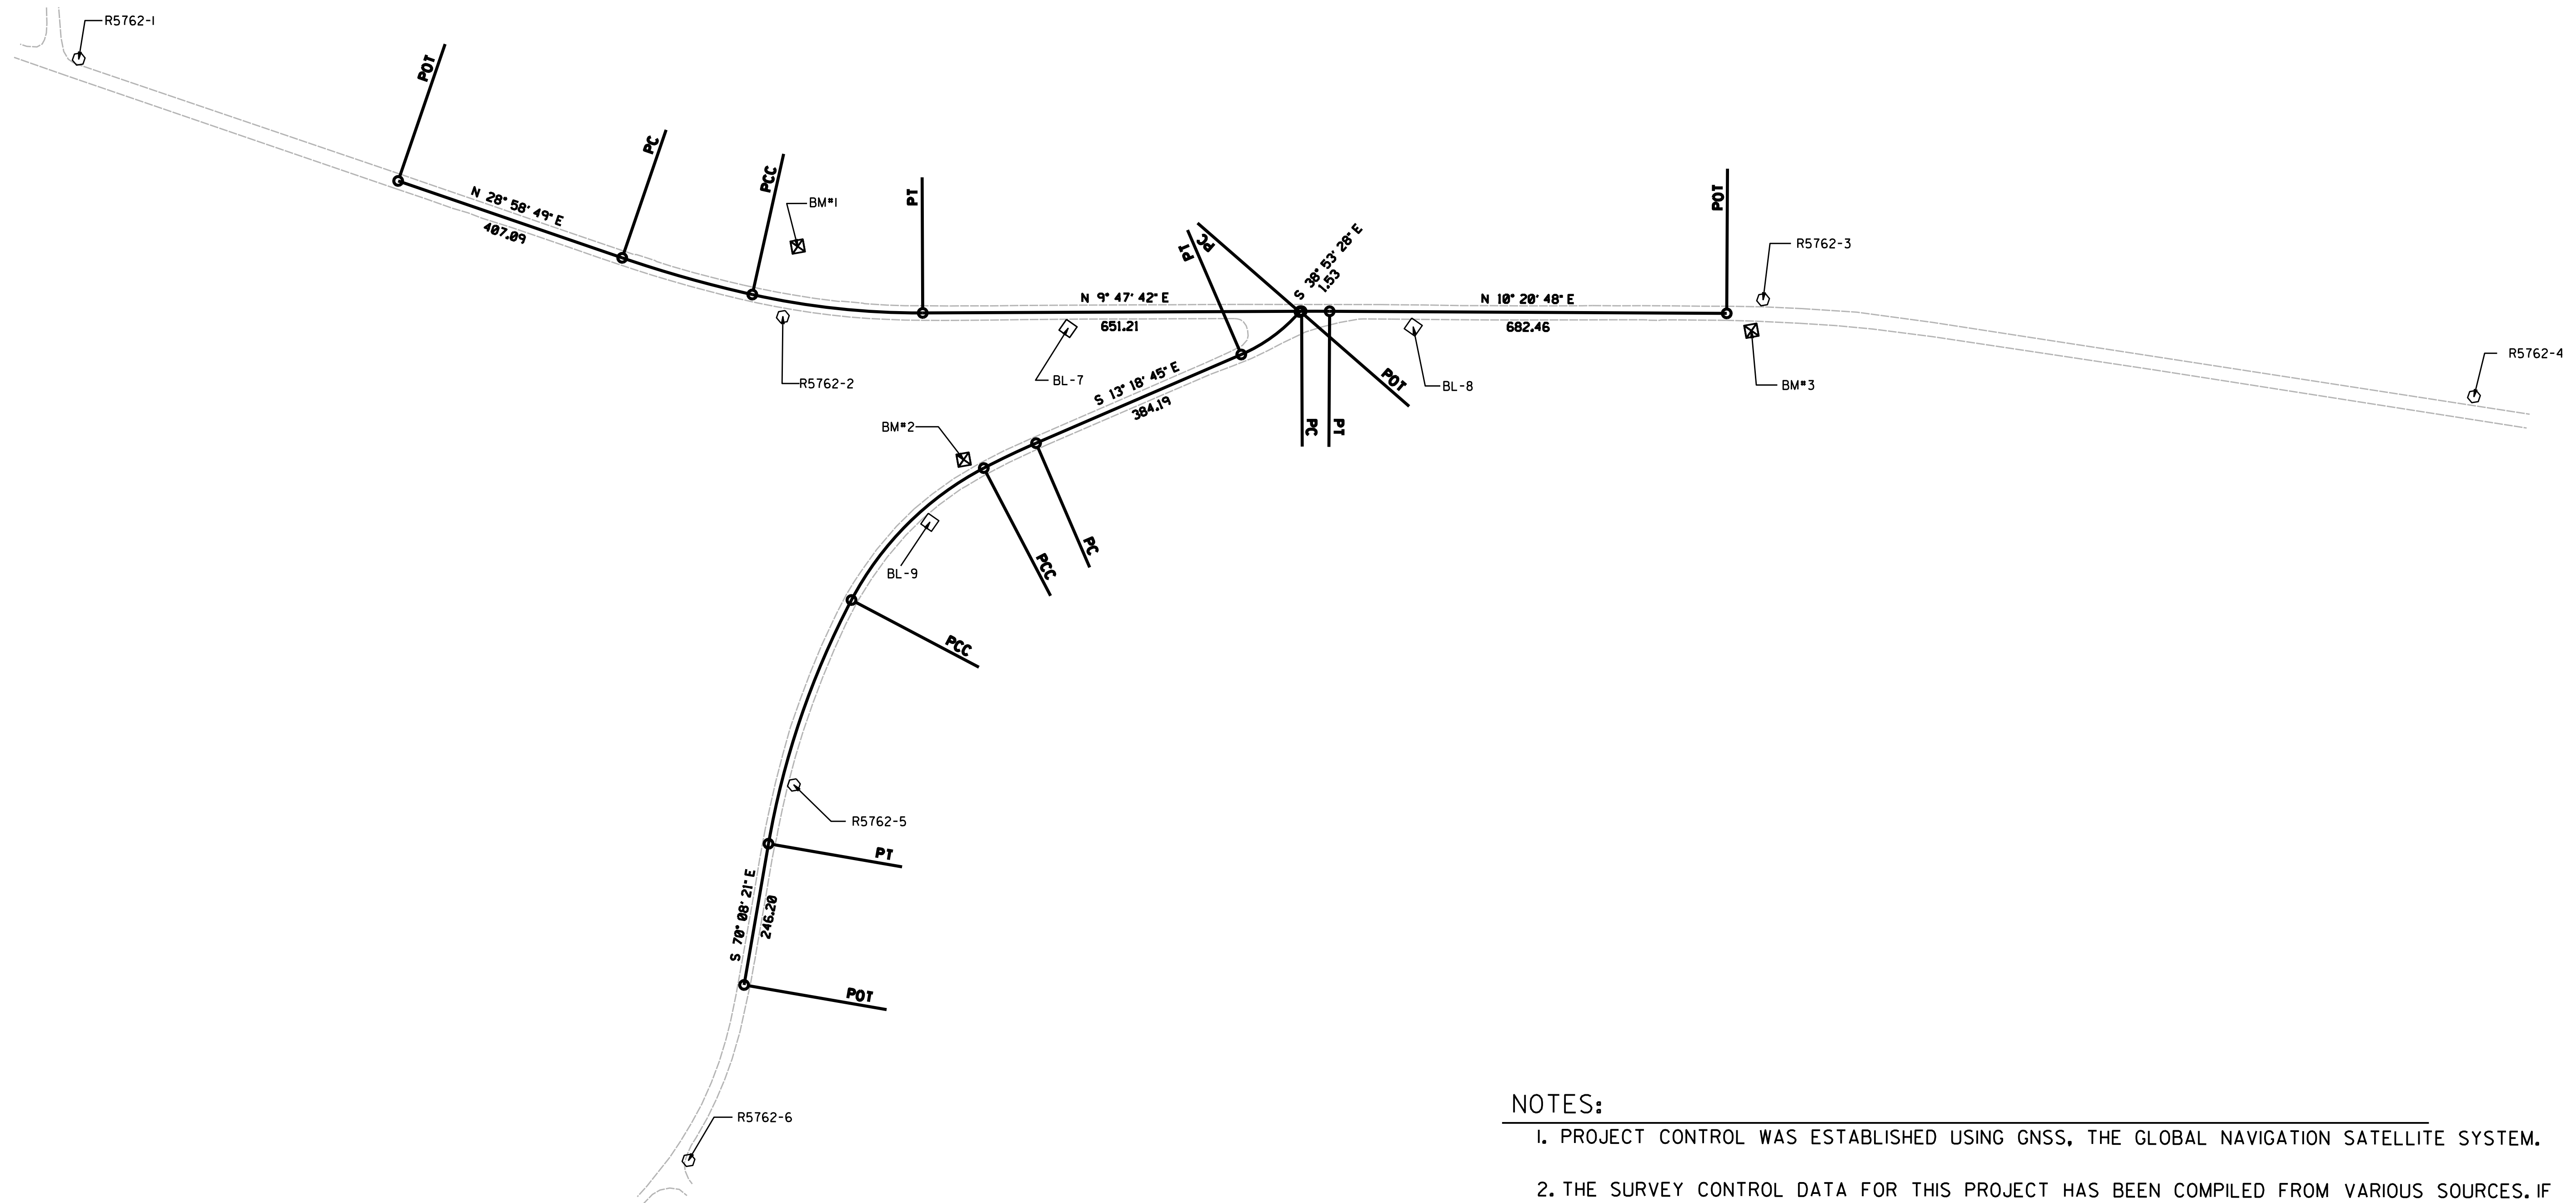 R5762-1
POT
PC
PCC
BM#1
PT
N 28° 58' 49" E
407.09
R5762-2
N 9° 47' 42" E
651.21
BL-7
PT
PC
S 38° 53' 28" E
1.53
POT
N 10° 20' 48" E
682.46
R5762-3
R5762-4
BM#3
BL-8
POT
PC
PT
S 13° 18' 45" E
384.19
BM#2
BL-9
PC
PCC
PCC
R5762-5
PT
S 70° 08' 21" E
246.20
POT
R5762-6
NOTES:
1. PROJECT CONTROL WAS ESTABLISHED USING GNSS, THE GLOBAL NAVIGATION SATELLITE SYSTEM.
2. THE SURVEY CONTROL DATA FOR THIS PROJECT HAS BEEN COMPILED FROM VARIOUS SOURCES. IF